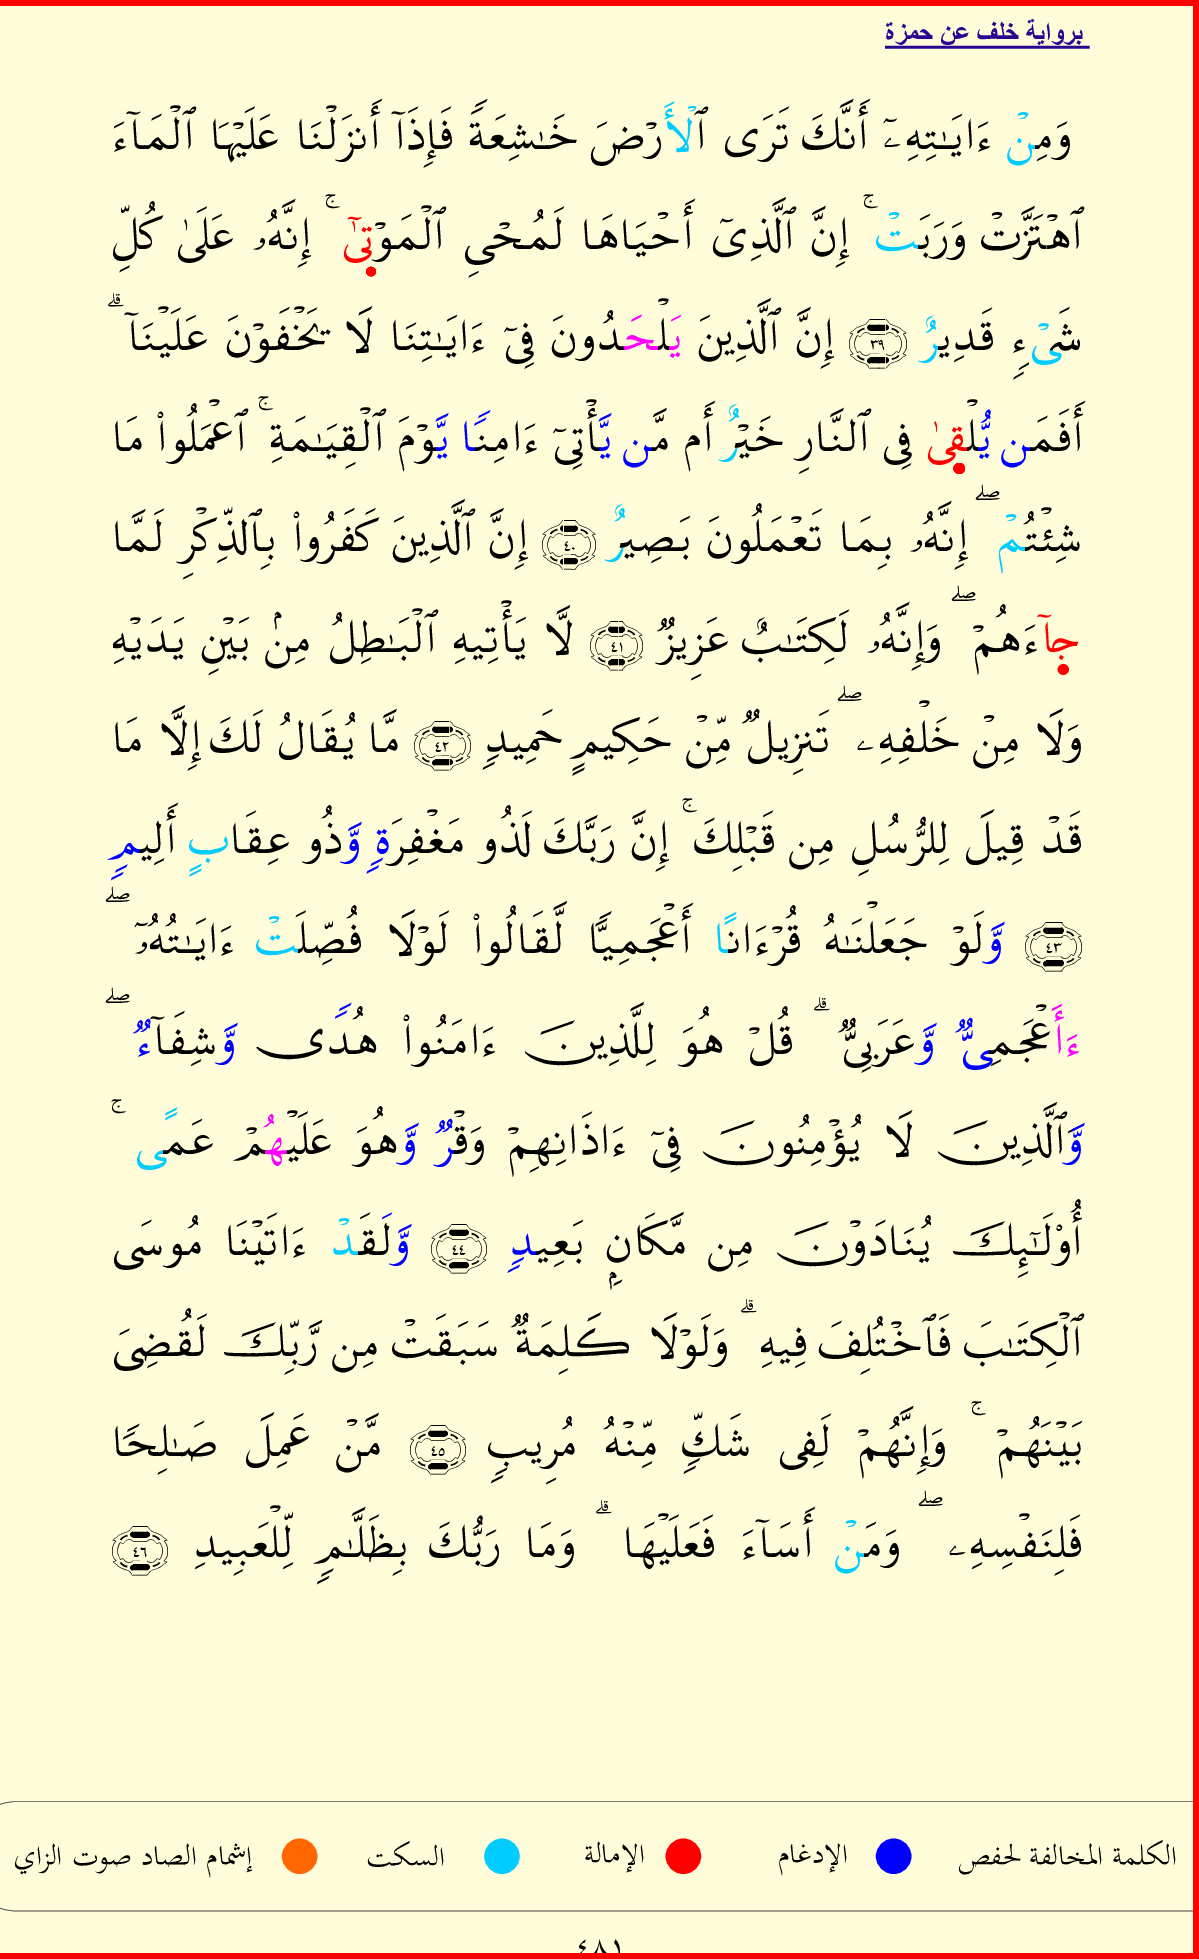 برواية خلف عن حمزة
وَمِنۡ ءَايَٰتِهِۦٓ أَنَّكَ تَرَى ٱلۡأَرۡضَ خَٰشِعَةٗ فَإِذَآ أَنزَلۡنَا عَلَيۡهَا ٱلۡمَآءَ
ٱهۡتَزَّتۡ وَرَبَتۡۚ إِنَّ ٱلَّذِيٓ أَحۡيَاهَا لَمُحۡيِ ٱلۡمَوۡتىٰٓۚ إِنَّهُۥ عَلَىٰ كُلِّ
شَيۡءٖ قَدِيرٌ ٣٩ إِنَّ ٱلَّذِينَ يَلۡحَدُونَ فِيٓ ءَايَٰتِنَا لَا يَخۡفَوۡنَ عَلَيۡنَآۗ
أَفَمَن يُّلۡقىٰ فِي ٱلنَّارِ خَيۡرٌ أَم مَّن يَّأۡتِيٓ ءَامِنٗا يَّوۡمَ ٱلۡقِيَٰمَةِۚ ٱعۡمَلُواْ مَا
شِئۡتُمۡۖ إِنَّهُۥ بِمَا تَعۡمَلُونَ بَصِيرٌ ٤٠ إِنَّ ٱلَّذِينَ كَفَرُواْ بِٱلذِّكۡرِ لَمَّا
جآءَهُمۡۖ وَإِنَّهُۥ لَكِتَٰبٌ عَزِيزٞ ٤١ لَّا يَأۡتِيهِ ٱلۡبَٰطِلُ مِنۢ بَيۡنِ يَدَيۡهِ
وَلَا مِنۡ خَلۡفِهِۦۖ تَنزِيلٞ مِّنۡ حَكِيمٍ حَمِيدٖ ٤٢ مَّا يُقَالُ لَكَ إِلَّا مَا
قَدۡ قِيلَ لِلرُّسُلِ مِن قَبۡلِكَۚ إِنَّ رَبَّكَ لَذُو مَغۡفِرَةٖ وَّذُو عِقَابٍ أَلِيمٖ
٤٣ وَّلَوۡ جَعَلۡنَٰهُ قُرۡءَانًا أَعۡجَمِيّٗا لَّقَالُواْ لَوۡلَا فُصِّلَتۡ ءَايَٰتُهُۥٓۖ
ءَأَعۡجَمِيّٞ وَّعَرَبِيّٞۗ قُلۡ هُوَ لِلَّذِينَ ءَامَنُواْ هُدٗى وَّشِفَآءٞۖ
وَّٱلَّذِينَ لَا يُؤۡمِنُونَ فِيٓ ءَاذَانِهِمۡ وَقۡرٞ وَّهُوَ عَلَيۡهُمۡ عَمًىۚ
أُوْلَٰٓئِكَ يُنَادَوۡنَ مِن مَّكَانِۭ بَعِيدٖ ٤٤ وَّلَقَدۡ ءَاتَيۡنَا مُوسَى
ٱلۡكِتَٰبَ فَٱخۡتُلِفَ فِيهِۗ وَلَوۡلَا كَلِمَةٞ سَبَقَتۡ مِن رَّبِّكَ لَقُضِيَ
بَيۡنَهُمۡۚ وَإِنَّهُمۡ لَفِي شَكّٖ مِّنۡهُ مُرِيبٖ ٤٥ مَّنۡ عَمِلَ صَٰلِحٗا
فَلِنَفۡسِهِۦۖ وَمَنۡ أَسَآءَ فَعَلَيۡهَاۗ وَمَا رَبُّكَ بِظَلَّٰمٖ لِّلۡعَبِيدِ ٤٦
الكلمة المخالفة لحفص الإدغام الإمالة السكت إشمام الصاد صوت الزاي
٤٨١